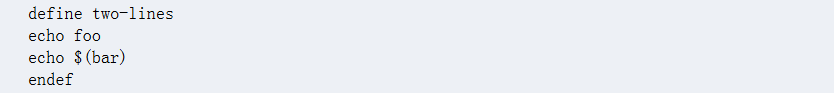 define two-lines
echo foo
echo $(bar)
endef